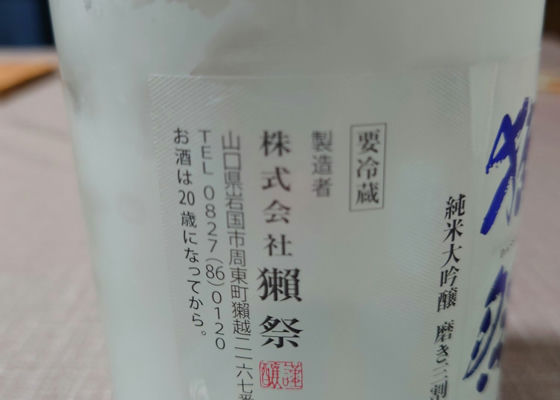 純米大吟醸 磨き三割
要冷蔵
製造者
株式会社獺祭
謹醸
山口県岩国市周東町獺越二一六七番
TEL 0827(86)0120
お酒は20歳になってから。